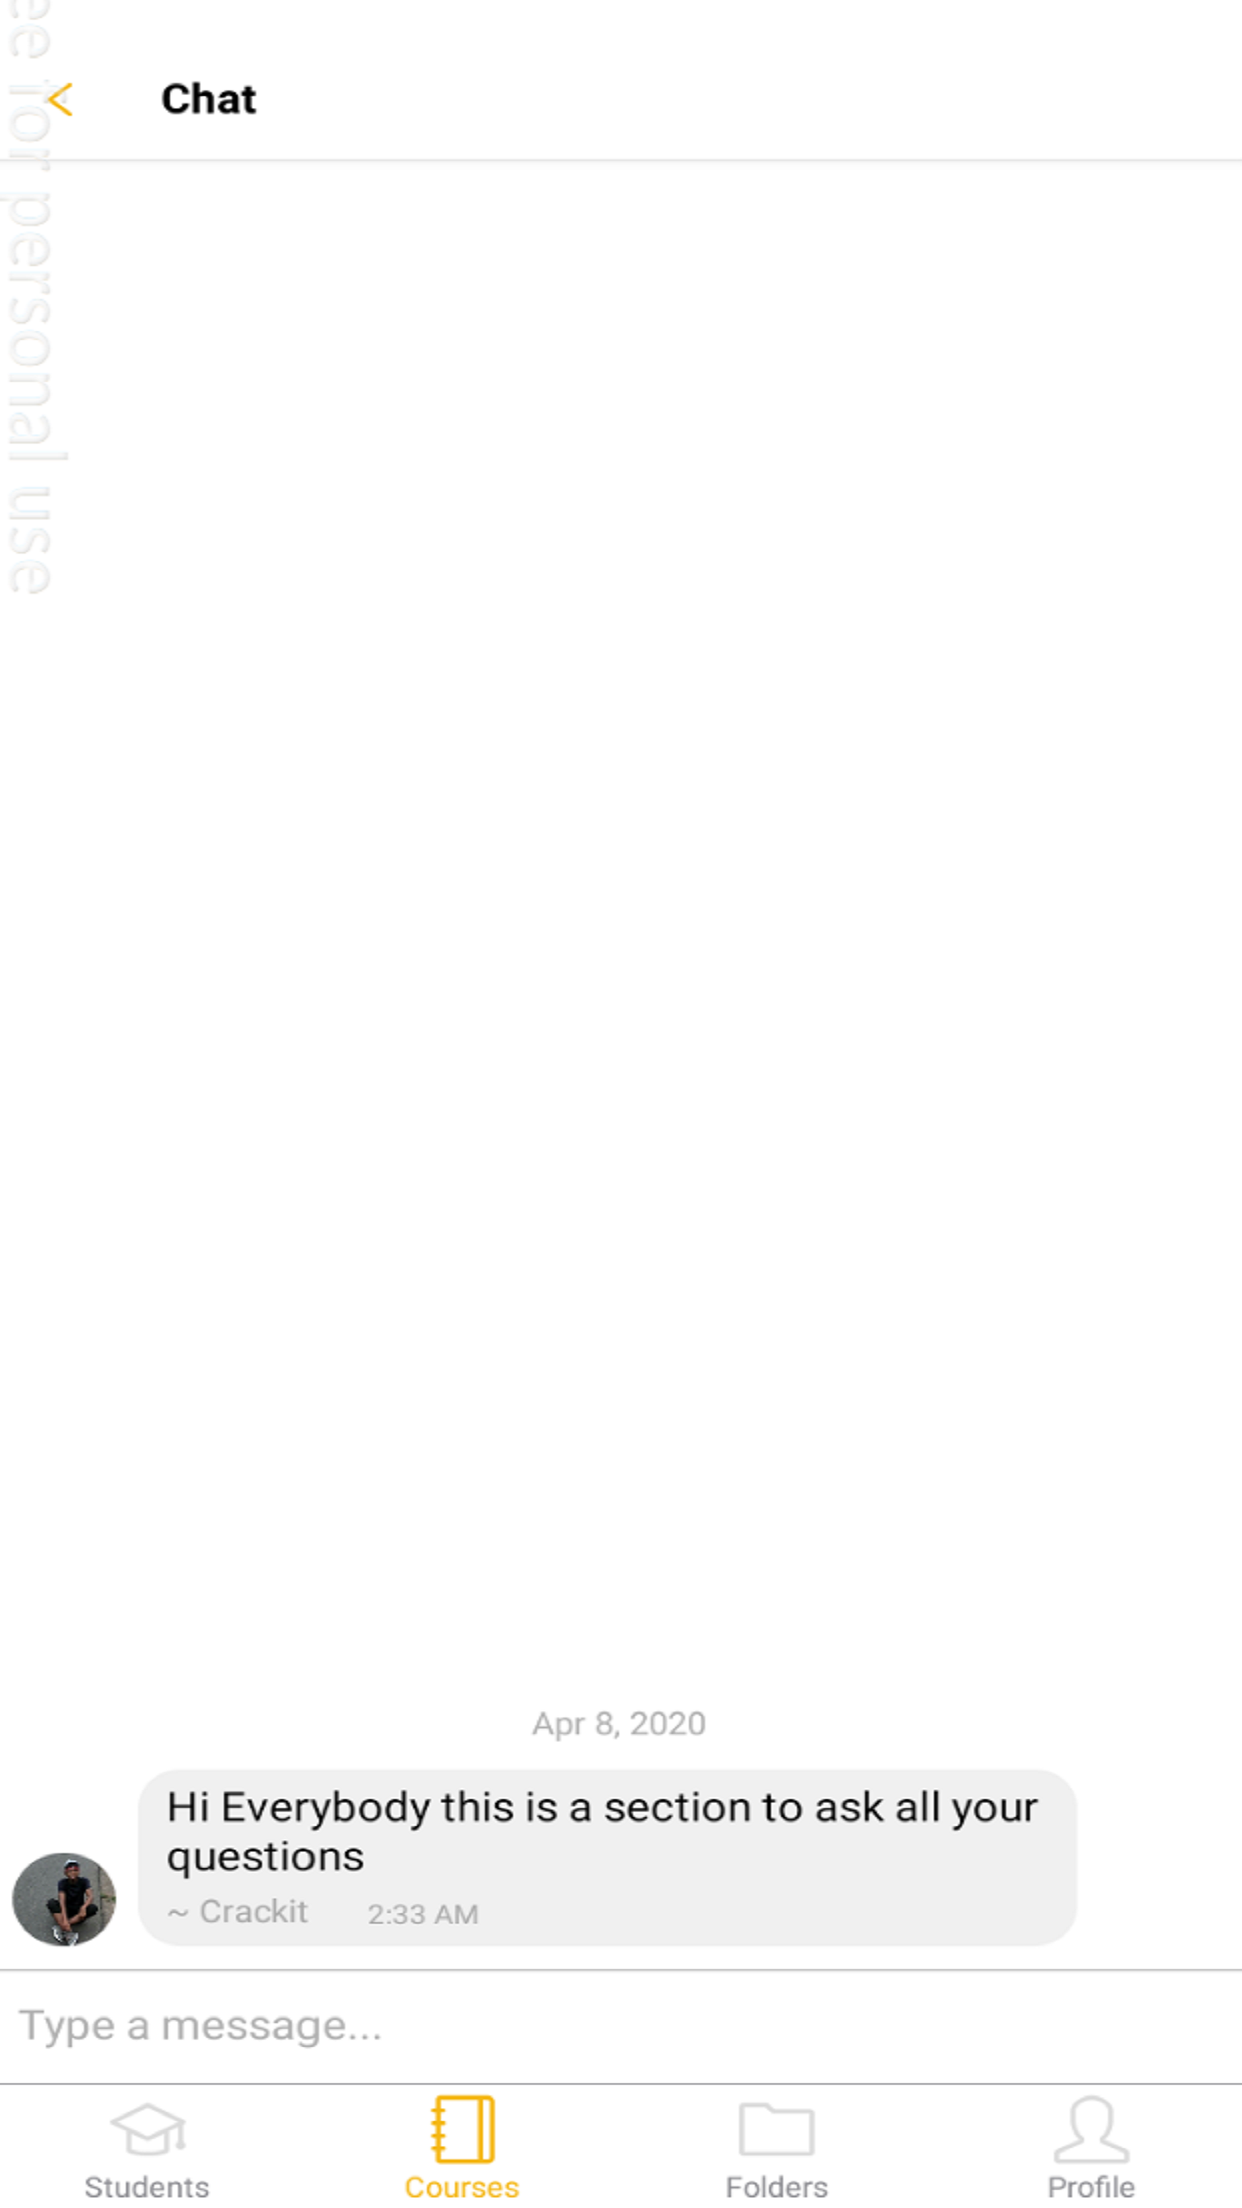 Chat
ee for personal use
Apr 8, 2020
Hi Everybody this is a section to ask all your
questions
~ Crackit 2:33 AM
Type a message...
Students Courses Folders Profile